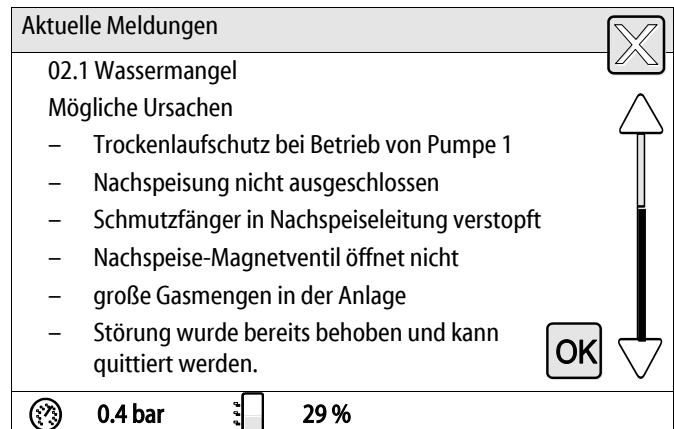 Aktuelle Meldungen
02.1 Wassermangel
Mögliche Ursachen
– Trockenlaufschutz bei Betrieb von Pumpe 1
– Nachspeisung nicht ausgeschlossen
– Schmutzfänger in Nachspeiseleitung verstopft
– Nachspeise-Magnetventil öffnet nicht
– große Gasmengen in der Anlage
– Störung wurde bereits behoben und kann
quittiert werden.
OK
0.4 bar 29 %